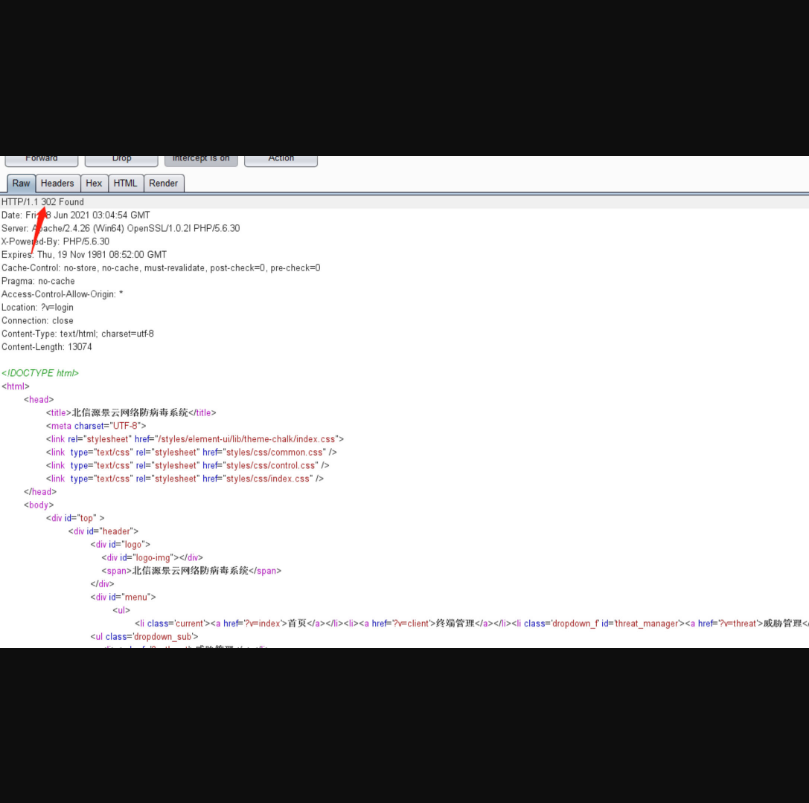 Forward Drop Intercept is on Action
Raw Headers Hex HTML Render
HTTP/1.1 302 Found
Date: Fri, 18 Jun 2021 03:04:54 GMT
Server: Apache/2.4.26 (Win64) OpenSSL/1.0.2l PHP/5.6.30
X-Powered-By: PHP/5.6.30
Expires: Thu, 19 Nov 1981 08:52:00 GMT
Cache-Control: no-store, no-cache, must-revalidate, post-check=0, pre-check=0
Pragma: no-cache
Access-Control-Allow-Origin: *
Location: ?v=login
Connection: close
Content-Type: text/html; charset=utf-8
Content-Length: 13074
<!DOCTYPE html>
<html>
<head>
<title>北信源景云网络防病毒系统</title>
<meta charset="UTF-8">
<link rel="stylesheet" href="/styles/element-ui/lib/theme-chalk/index.css">
<link type="text/css" rel="stylesheet" href="styles/css/common.css" />
<link type="text/css" rel="stylesheet" href="styles/css/control.css" />
<link type="text/css" rel="stylesheet" href="styles/css/index.css" />
</head>
<body>
<div id="top" >
<div id="header">
<div id="logo">
<div id="logo-img"></div>
<span>北信源景云网络防病毒系统</span>
</div>
<div id="menu">
<ul>
<li class='current'><a href='?v=index'>首页</a></li><li><a href='?v=client'>终端管理</a></li><li class='dropdown_f' id='threat_manager'><a href='?v=threat'>威胁管理</
<ul class='dropdown_sub'>